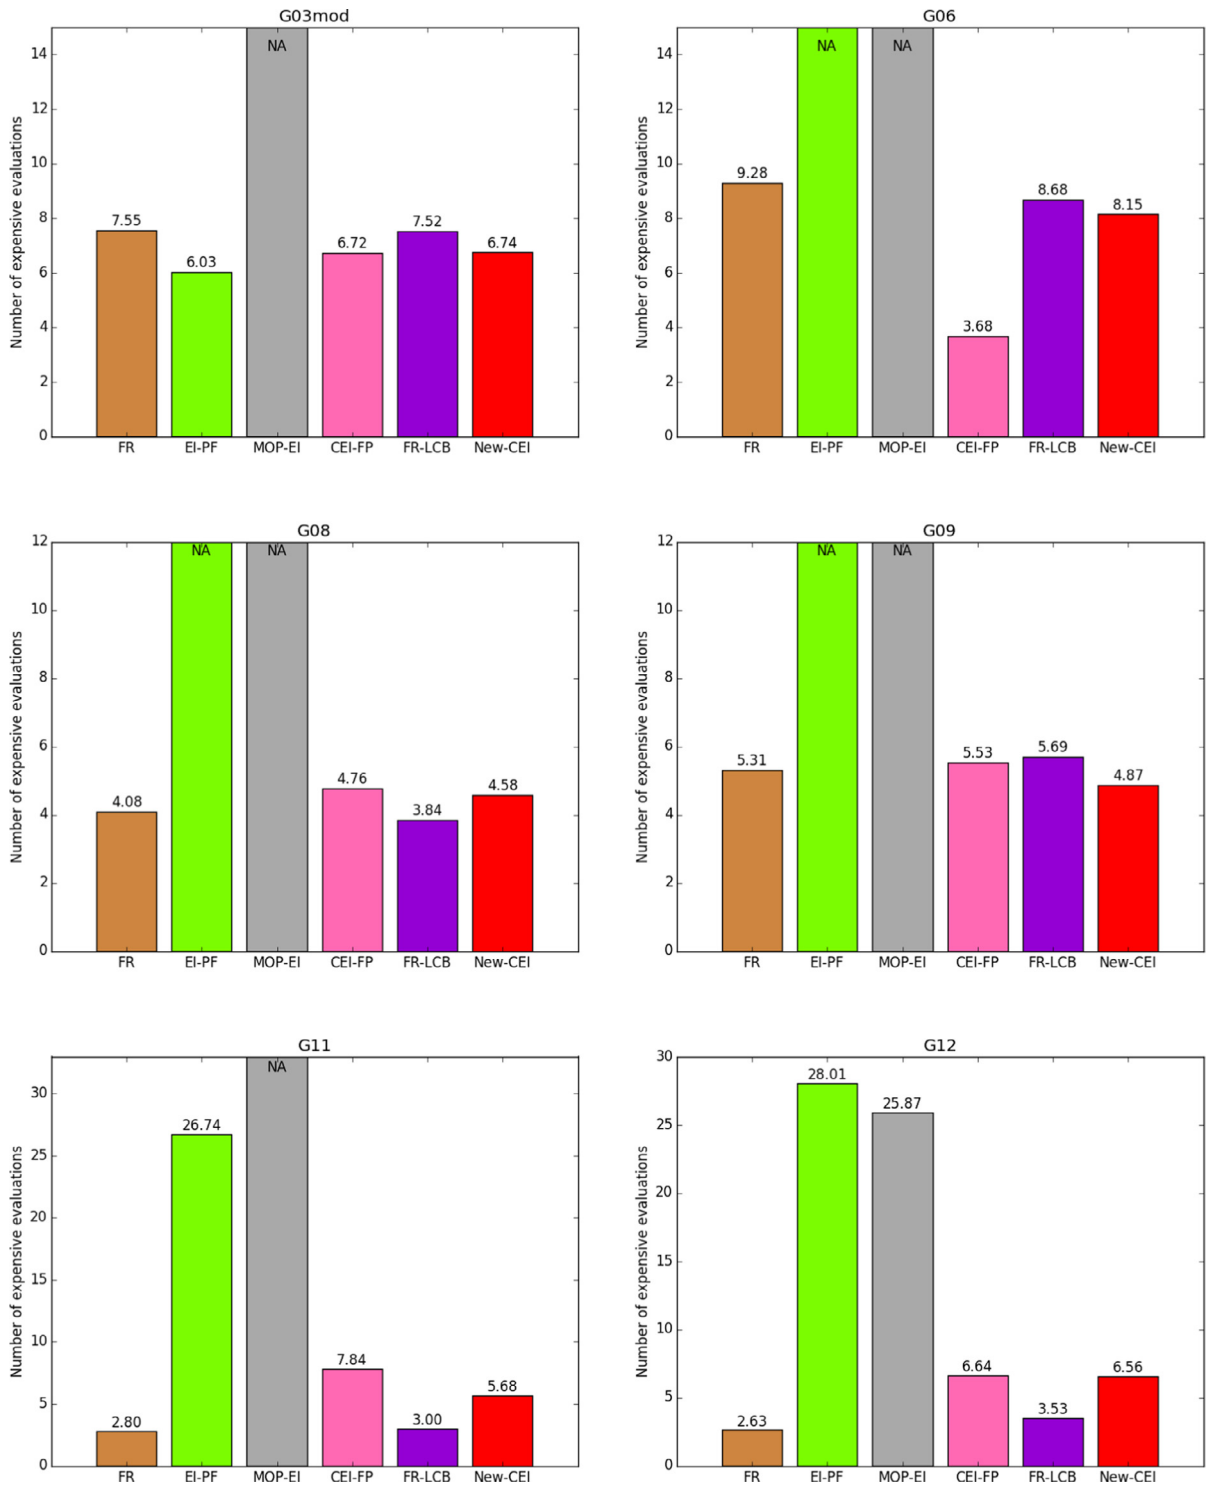 G03mod
Number of expensive evaluations
14
12
10
8
6
4
2
0
7.55
6.03
NA
6.72
7.52
6.74
FR
EI-PF
MOP-EI
CEI-FP
FR-LCB
New-CEI
G06
Number of expensive evaluations
14
12
10
8
6
4
2
0
9.28
NA
NA
3.68
8.68
8.15
FR
EI-PF
MOP-EI
CEI-FP
FR-LCB
New-CEI
G08
Number of expensive evaluations
12
10
8
6
4
2
0
4.08
NA
NA
4.76
3.84
4.58
FR
EI-PF
MOP-EI
CEI-FP
FR-LCB
New-CEI
G09
Number of expensive evaluations
12
10
8
6
4
2
0
5.31
NA
NA
5.53
5.69
4.87
FR
EI-PF
MOP-EI
CEI-FP
FR-LCB
New-CEI
G11
Number of expensive evaluations
30
25
20
15
10
5
0
2.80
26.74
NA
7.84
3.00
5.68
FR
EI-PF
MOP-EI
CEI-FP
FR-LCB
New-CEI
G12
Number of expensive evaluations
30
25
20
15
10
5
0
2.63
28.01
25.87
6.64
3.53
6.56
FR
EI-PF
MOP-EI
CEI-FP
FR-LCB
New-CEI